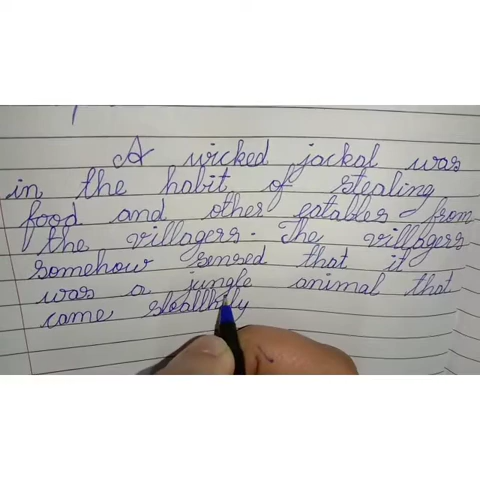 A wicked jackal was
in the habit of stealing
food and other eatables from
the villagers. The villagers
somehow sensed that it
was a jungle animal that
came